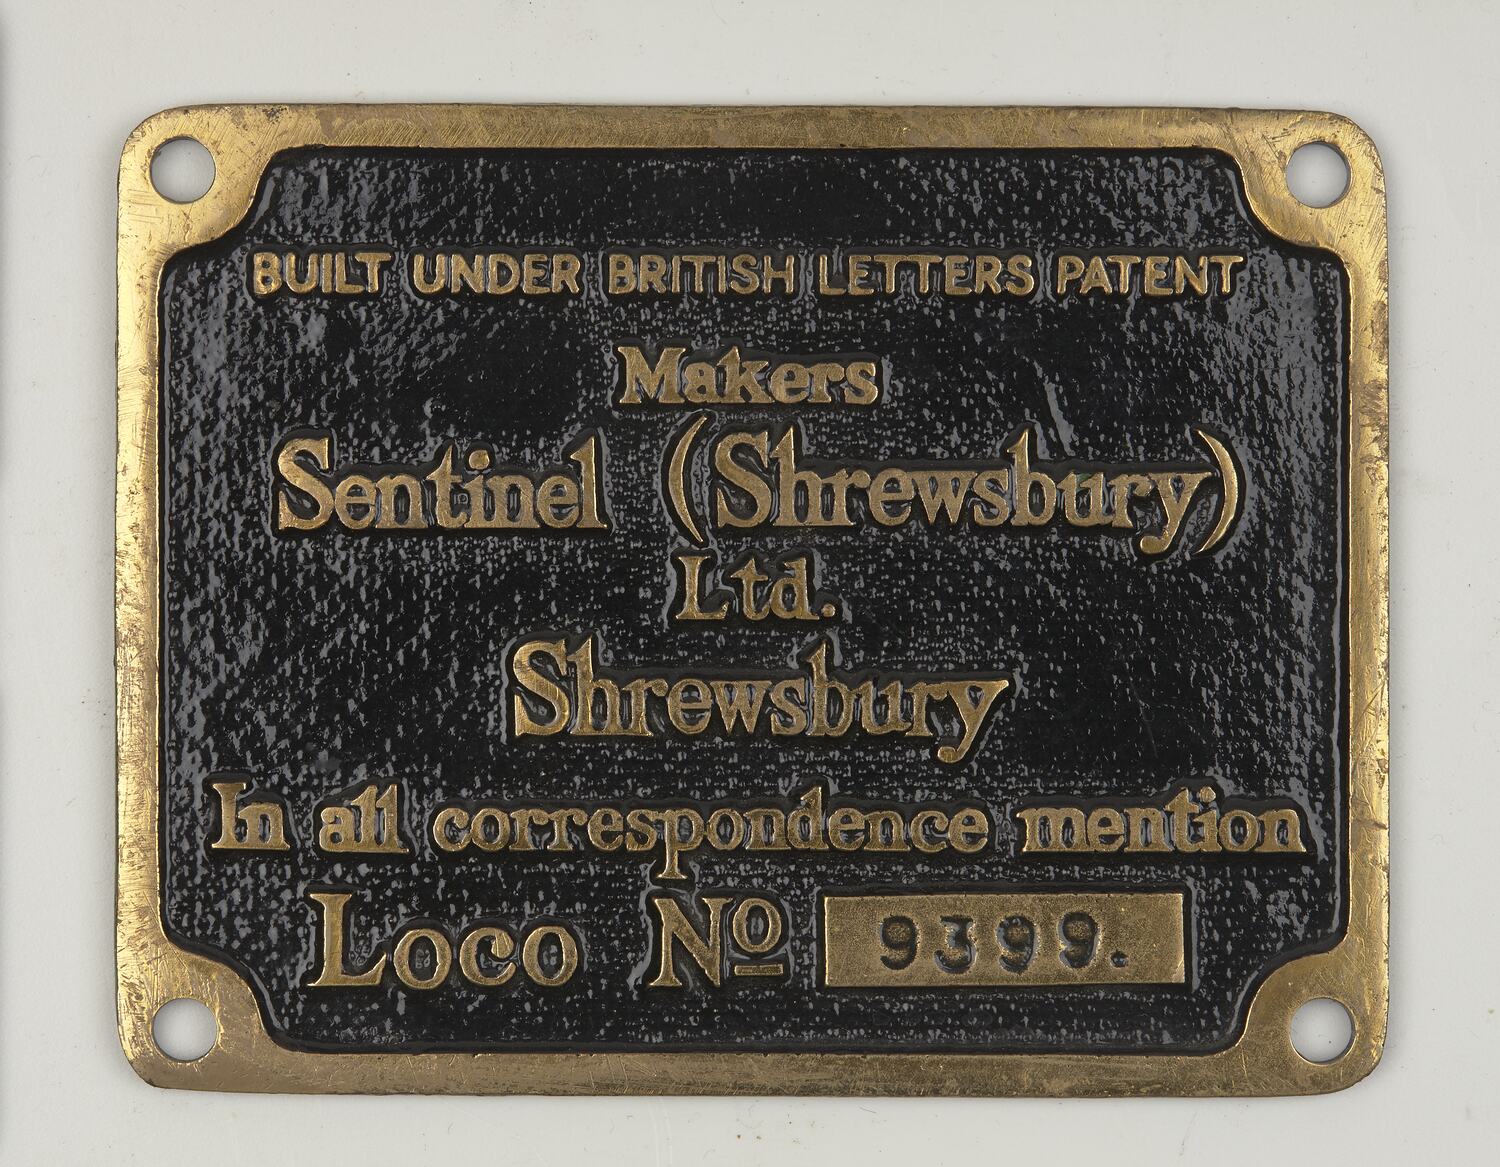 BUILT UNDER BRITISH LETTERS PATENT
Makers
Sentinel (Shrewsbury)
Ltd.
Shrewsbury
In all correspondence mention
Loco No 9399.